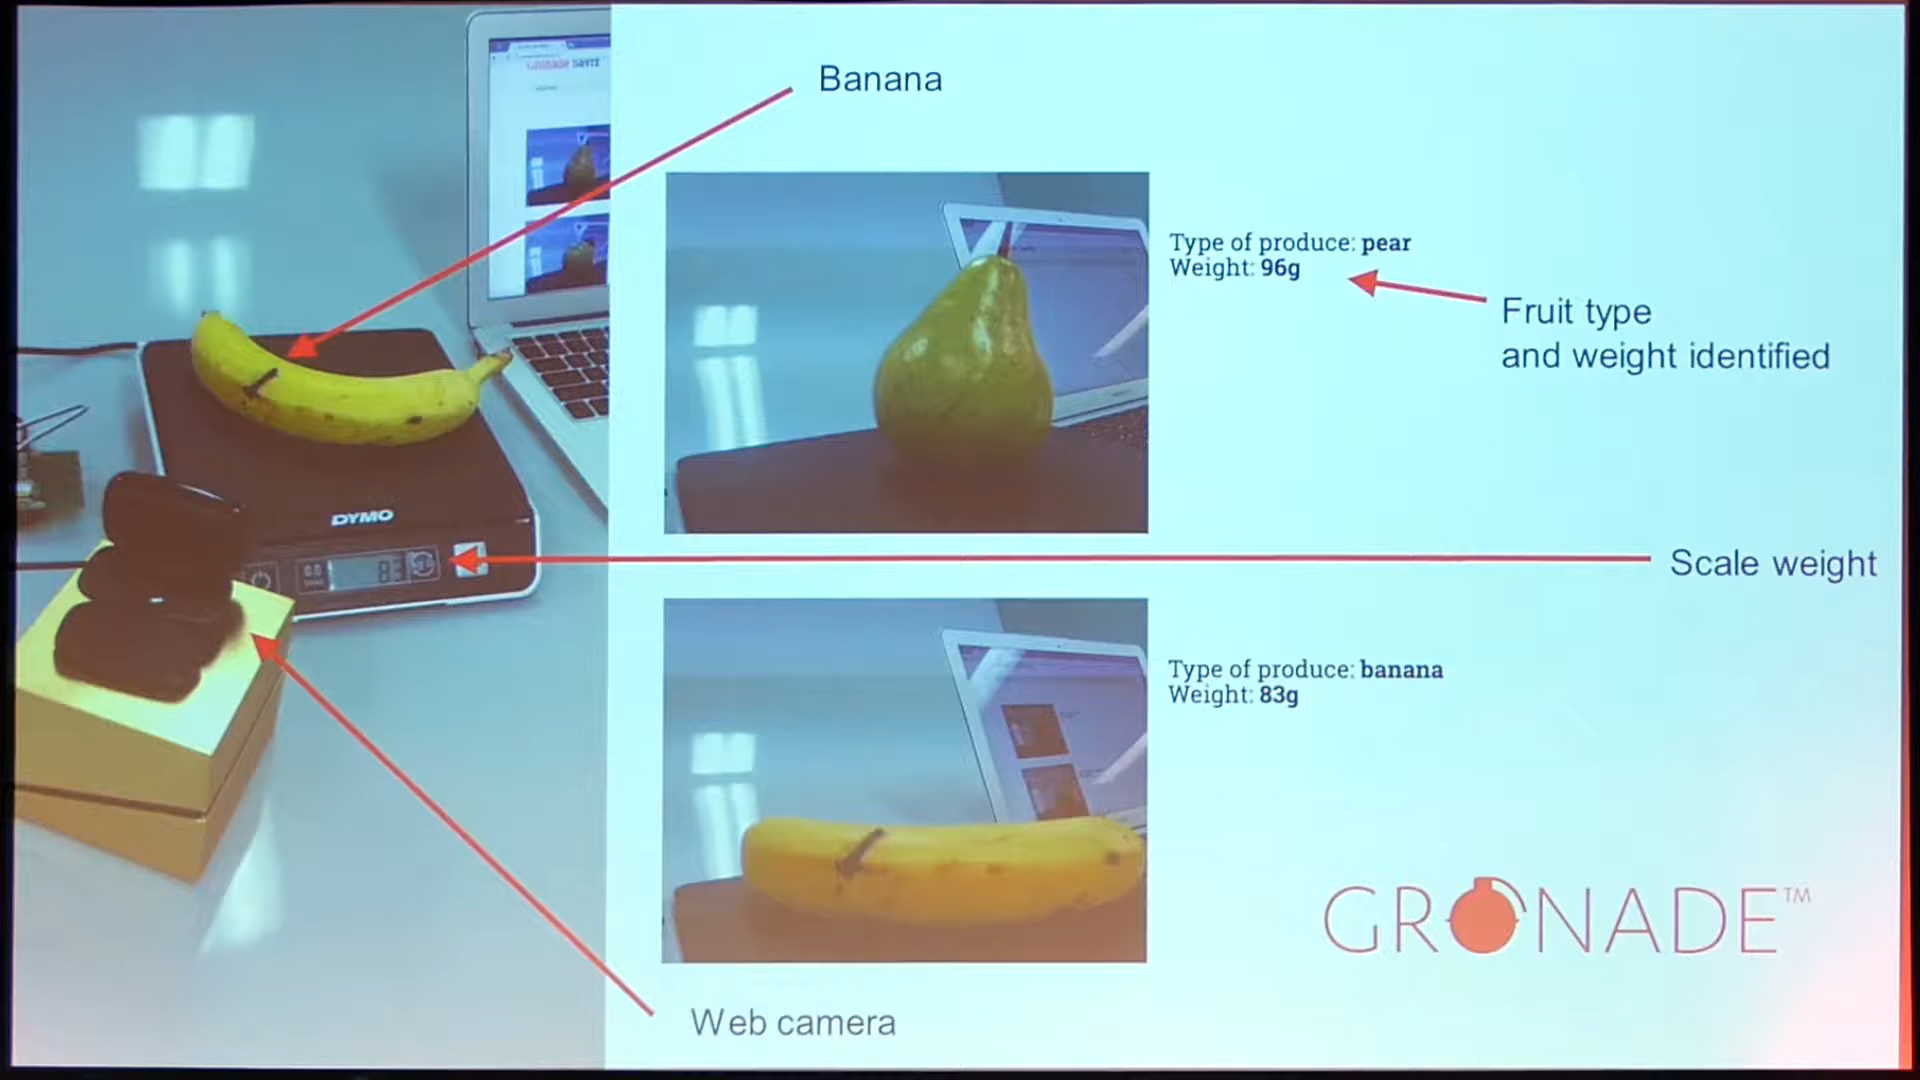 Banana
Type of produce: pear
Weight: 96g
Fruit type
and weight identified
DYMO
Scale weight
Type of produce: banana
Weight: 83g
GRONADE™
Web camera